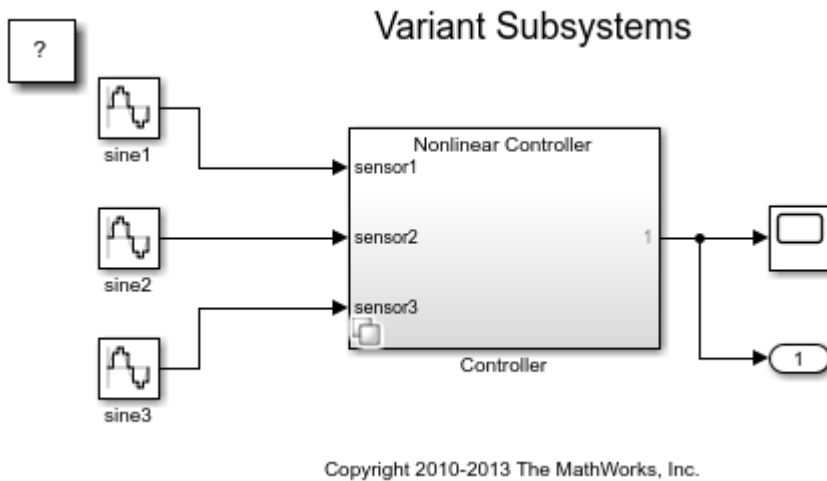 Variant Subsystems
?
sine1
Nonlinear Controller
sensor1
sensor2
1
sine2
sensor3
Controller
1
sine3
Copyright 2010-2013 The MathWorks, Inc.